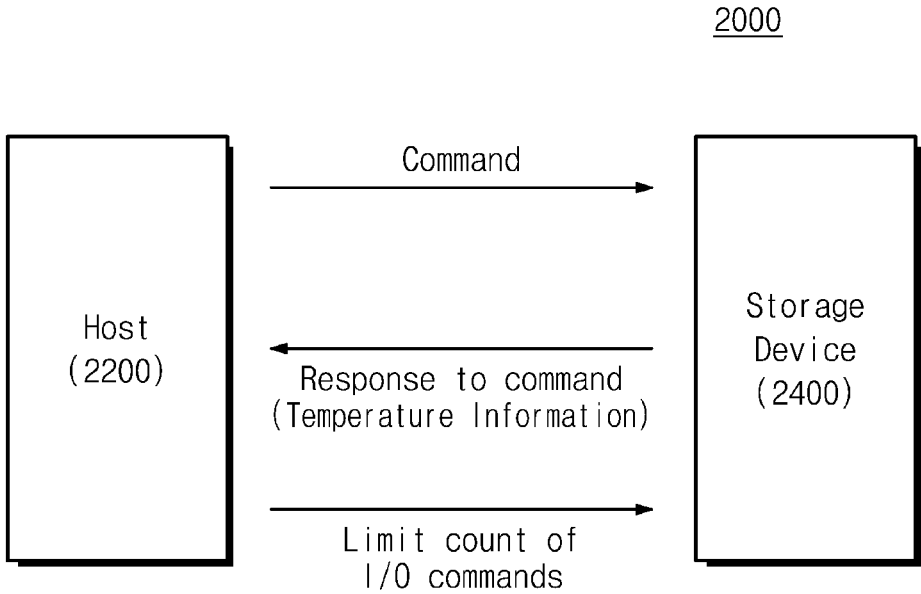 2000
Command
Host
(2200)
Storage
Device
(2400)
Response to command
(Temperature Information)
Limit count of
I/O commands